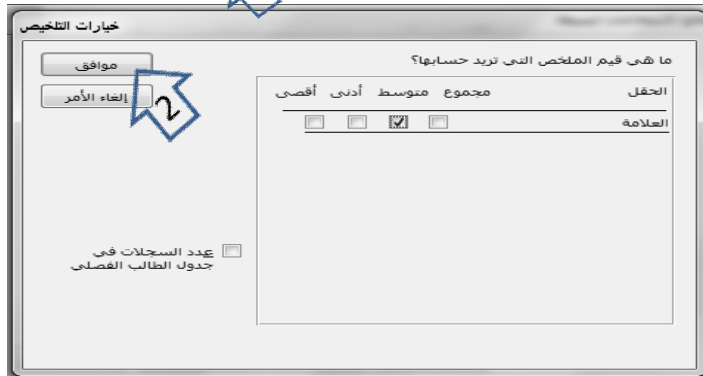 خيارات التلخيص
ما هي قيم الملخص التي تريد حسابها؟
موافق
إلغاء الأمر
2
الحقل مجموع متوسط أدنى أقصى
العلامة
عدد السجلات في
جدول الطالب الفصلي